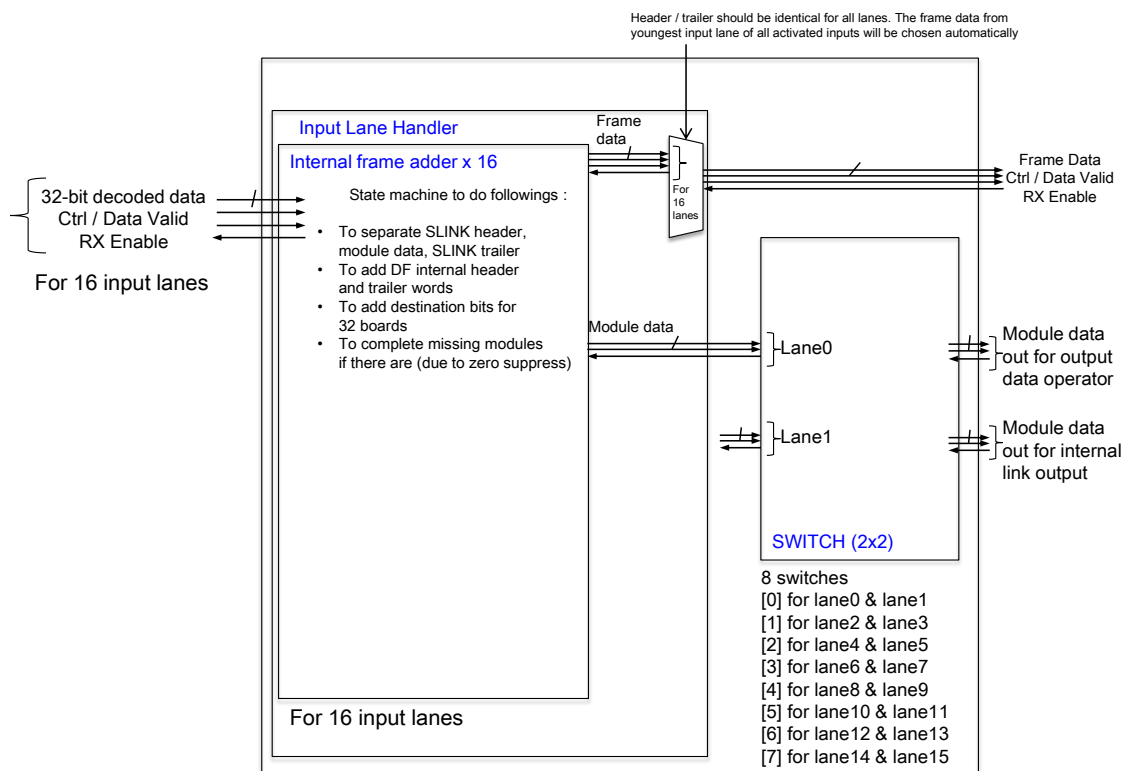 Header / trailer should be identical for all lanes. The frame data from
youngest input lane of all activated inputs will be chosen automatically
Input Lane Handler
Frame
data
Internal frame adder x 16
State machine to do followings :
• To separate SLINK header,
module data, SLINK trailer
• To add DF internal header
and trailer words
• To add destination bits for
32 boards
• To complete missing modules
if there are (due to zero suppress)
32-bit decoded data
Ctrl / Data Valid
RX Enable
For 16 input lanes
For
16
lanes
Frame Data
Ctrl / Data Valid
RX Enable
Module data
Lane0
Lane1
Module data
out for output
data operator
Module data
out for internal
link output
SWITCH (2x2)
8 switches
[0] for lane0 & lane1
[1] for lane2 & lane3
[2] for lane4 & lane5
[3] for lane6 & lane7
[4] for lane8 & lane9
[5] for lane10 & lane11
[6] for lane12 & lane13
[7] for lane14 & lane15
For 16 input lanes